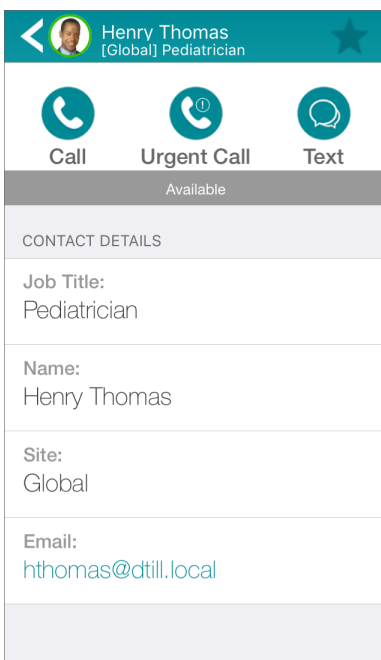 Henry Thomas
[Global] Pediatrician
Call Urgent Call Text
Available
CONTACT DETAILS
Job Title:
Pediatrician
Name:
Henry Thomas
Site:
Global
Email:
hthomas@dtill.local